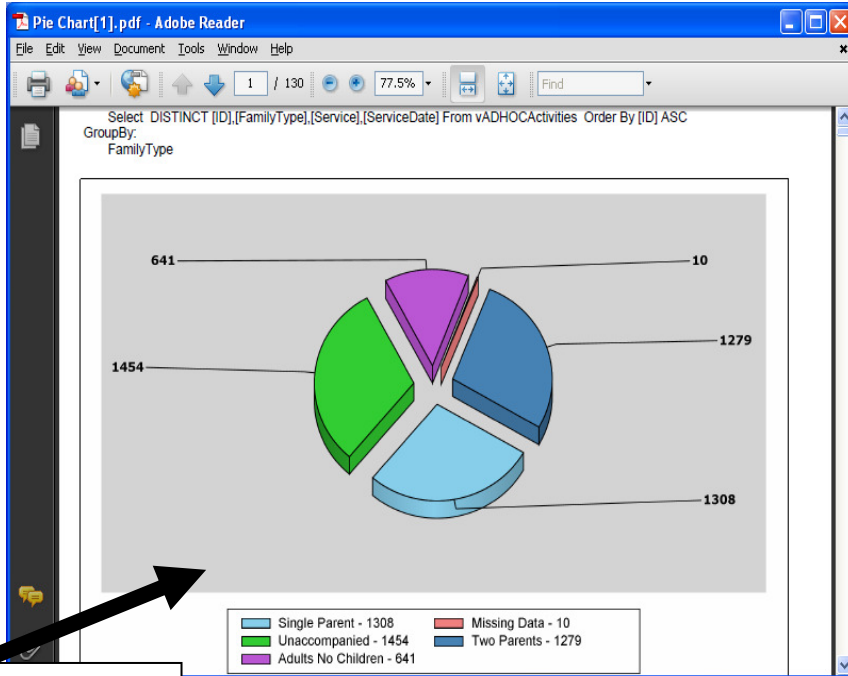 Pie Chart[1].pdf - Adobe Reader
File Edit View Document Tools Window Help
1 / 130 77.5% Find
Select DISTINCT [ID],[FamilyType],[Service],[ServiceDate] From vADHOCActivities Order By [ID] ASC
GroupBy:
FamilyType
641
10
1279
1454
1308
Single Parent - 1308 Missing Data - 10
Unaccompanied - 1454 Two Parents - 1279
Adults No Children - 641